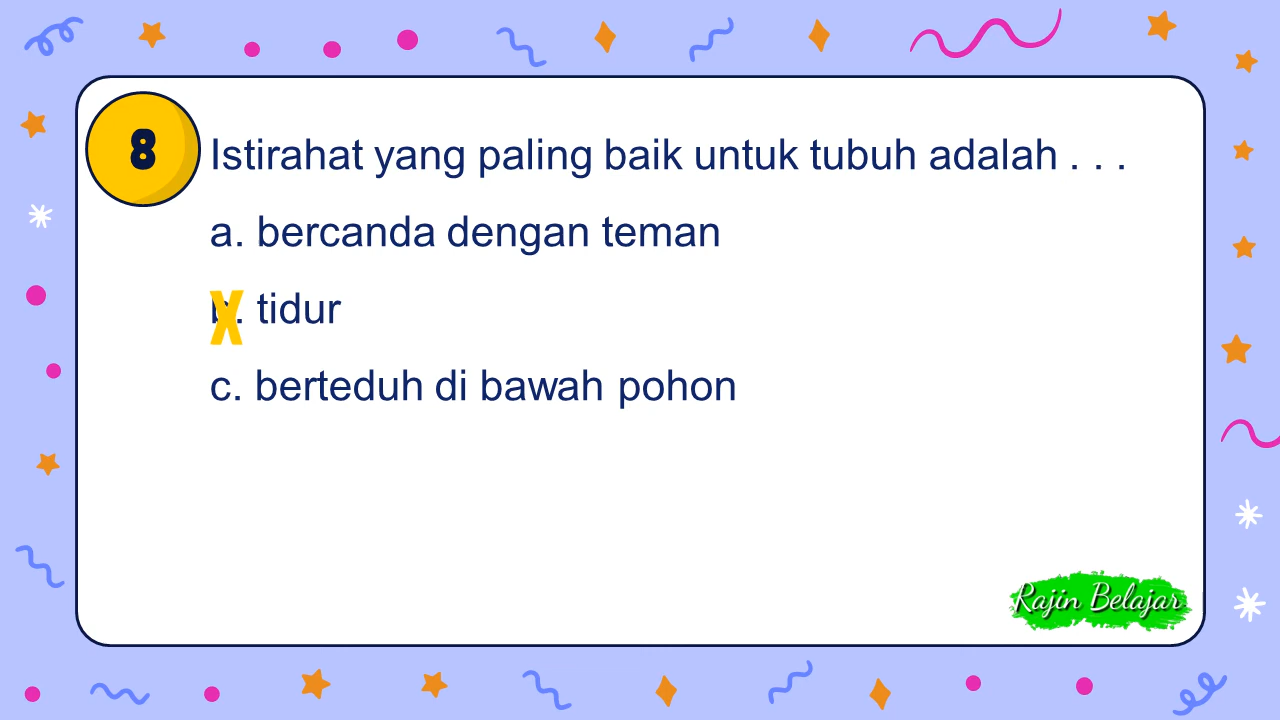 8
Istirahat yang paling baik untuk tubuh adalah . . .
a. bercanda dengan teman
b. tidur
X
c. berteduh di bawah pohon
Rajin Belajar